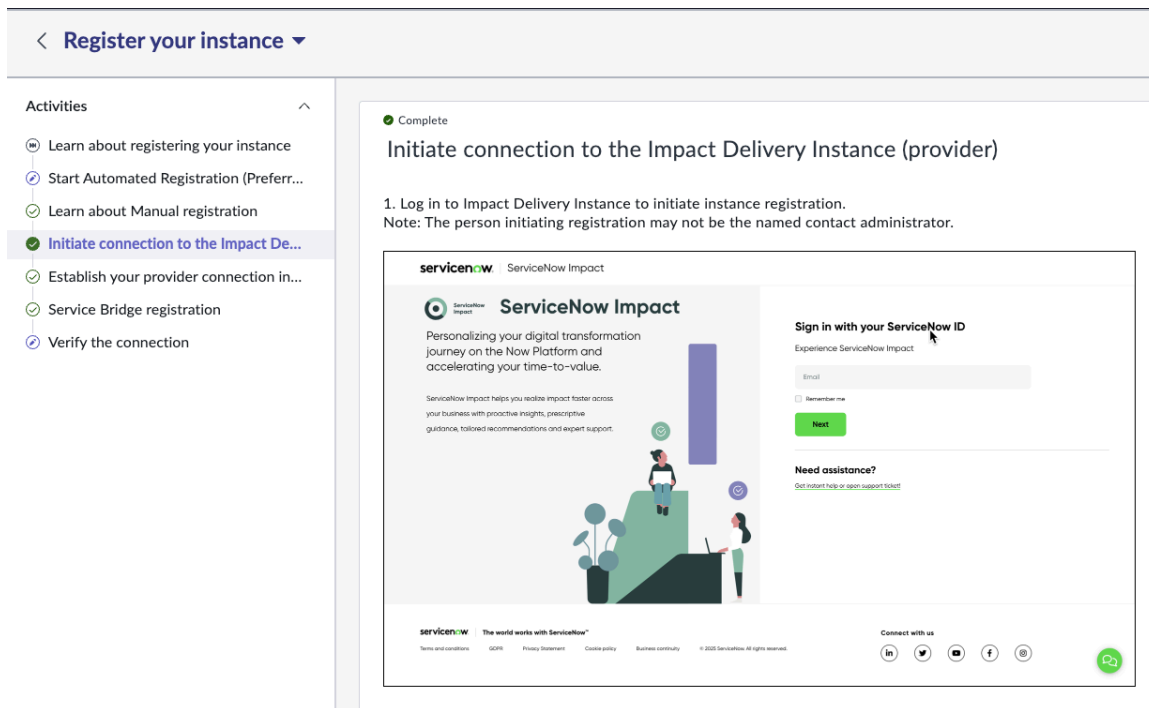 Register your instance
Activities
Learn about registering your instance
Start Automated Registration (Preferr...
Learn about Manual registration
Initiate connection to the Impact De...
Establish your provider connection in...
Service Bridge registration
Verify the connection
Complete
Initiate connection to the Impact Delivery Instance (provider)
1. Log in to Impact Delivery Instance to initiate instance registration.
Note: The person initiating registration may not be the named contact administrator.
servicenow. ServiceNow Impact
ServiceNow
Impact
ServiceNow Impact
Personalizing your digital transformation
journey on the Now Platform and
accelerating your time-to-value.
ServiceNow Impact helps you realize impact faster across
your business with proactive insights, prescriptive
guidance, tailored recommendations and expert support.
Sign in with your ServiceNow ID
Experience ServiceNow Impact
Email
Remember me
Next
Need assistance?
Get instant help or open support ticket!
servicenow The world works with ServiceNow™
Terms and conditions GDPR Privacy Statement Cookie policy Business continuity © 2025 ServiceNow. All rights reserved.
Connect with us